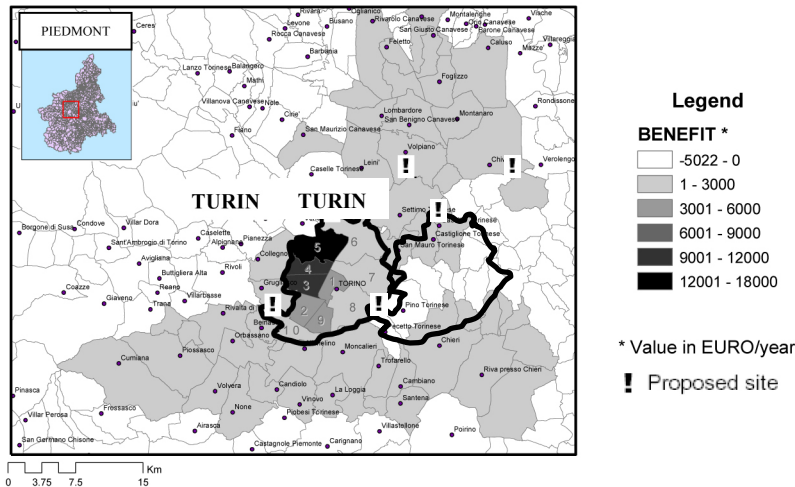 PIEDMONT
Ceres
Rivara
Levone
Rocca Canavese
Oglianico
Busano
Rivarolo Canavese
Montalenghe
Vische
San Giusto Canavese
Orio Canavese
Barone Canavese
Villareggia
Feletto
Caluso
Mazze'
Barbania
Lanzo Torinese
Balangero
Mathi
Foglizzo
Villanova Canavese
Nole
Cirie'
Lombardore
San Benigno Canavese
Montanaro
Rondissone
Fiano
San Maurizio Canavese
Volpiano
Leini'
Caselle Torinese
Chi
Verolengo
!
!
TURIN
TURIN
!
Settimo
Borgone di Susa
Condove
Villar Dora
Caselette
Alpignano
Pianezza
Castiglione Torinese
San Mauro Torinese
Sant'Ambrogio di Torino
Avigliana
Collegno
5
6
Buttigliera Alta
Rivoli
4
Coazze
Reano
Villarbasse
3
1
TORINO
7
Giaveno
Trana
Rivalta di
!
!
Pino Torinese
2
9
8
10
Pecetto Torinese
Orbassano
Moncalieri
Chieri
Cumiana
Piossasco
Trofarello
Riva presso Chieri
Pinasca
Volvera
Candiolo
La Loggia
Cambiano
Santena
Vinovo
Frossasco
None
Piobesi Torinese
Villar Perosa
Airasca
Villastellone
Poirino
San Germano Chisone
Castagnole Piemonte
Carignano
Km
0 3.75 7.5 15
Legend
BENEFIT *
-5022 - 0
1 - 3000
3001 - 6000
6001 - 9000
9001 - 12000
12001 - 18000
* Value in EURO/year
! Proposed site